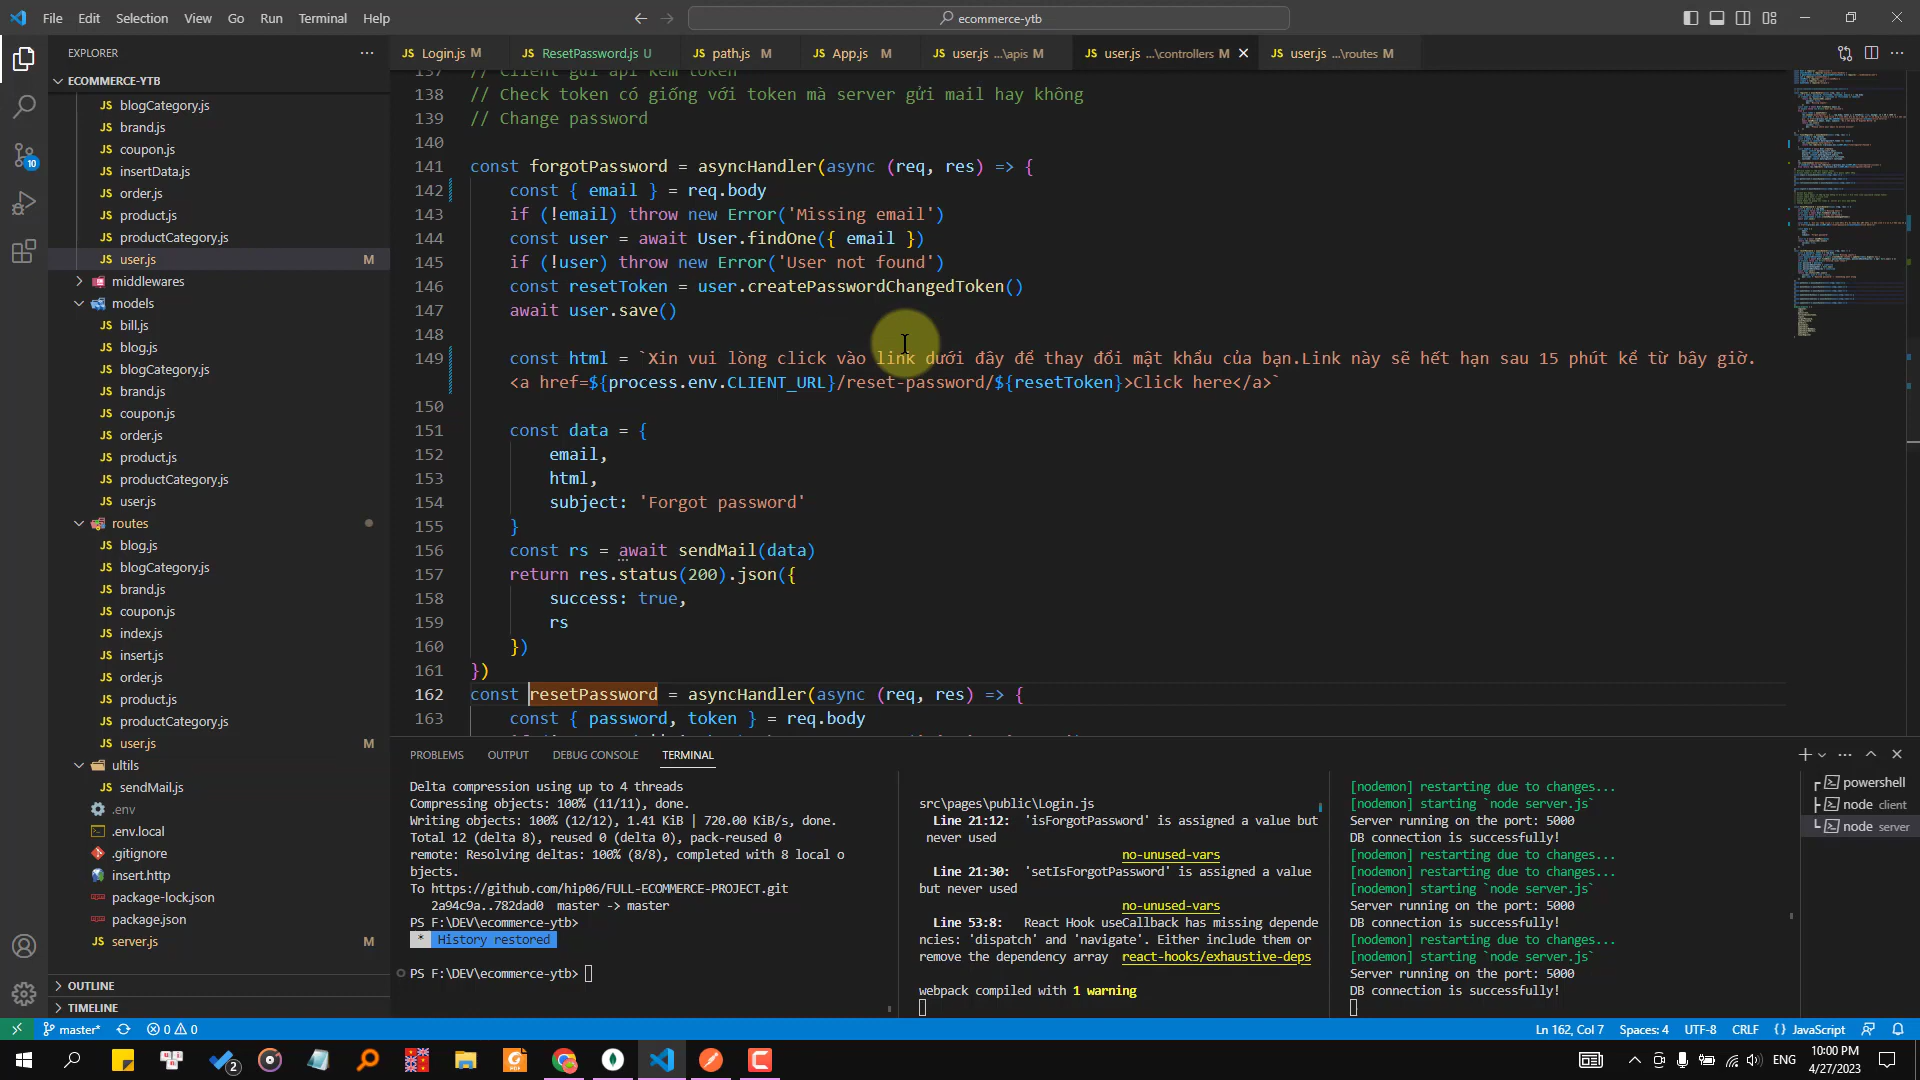 File Edit Selection View Go Run Terminal Help
ecommerce-ytb
EXPLORER
Login.js M
ResetPassword.js U
path.js M
App.js M
user.js ...\apis M
user.js ...\controllers M
user.js ...\routes M
ECOMMERCE-YTB
blogCategory.js
brand.js
coupon.js
insertData.js
order.js
product.js
productCategory.js
user.js M
middlewares
models
bill.js
blog.js
blogCategory.js
brand.js
coupon.js
order.js
product.js
productCategory.js
user.js
routes
blog.js
blogCategory.js
brand.js
coupon.js
index.js
insert.js
order.js
product.js
productCategory.js
user.js M
ultils
sendMail.js
.env
.env.local
.gitignore
insert.http
package-lock.json
package.json
server.js M
OUTLINE
TIMELINE
10
137 // Client gửi api kèm token
138 // Check token có giống với token mà server gửi mail hay không
139 // Change password
140
141 const forgotPassword = asyncHandler(async (req, res) => {
142 const { email } = req.body
143 if (!email) throw new Error('Missing email')
144 const user = await User.findOne({ email })
145 if (!user) throw new Error('User not found')
146 const resetToken = user.createPasswordChangedToken()
147 await user.save()
148
149 const html = `Xin vui lòng click vào link dưới đây để thay đổi mật khẩu của bạn.Link này sẽ hết hạn sau 15 phút kể từ bây giờ.
<a href=${process.env.CLIENT_URL}/reset-password/${resetToken}>Click here</a>`
150
151 const data = {
152 email,
153 html,
154 subject: 'Forgot password'
155 }
156 const rs = await sendMail(data)
157 return res.status(200).json({
158 success: true,
159 rs
160 })
161 })
162 const resetPassword = asyncHandler(async (req, res) => {
163 const { password, token } = req.body
PROBLEMS OUTPUT DEBUG CONSOLE TERMINAL
Delta compression using up to 4 threads
Compressing objects: 100% (11/11), done.
Writing objects: 100% (12/12), 1.41 KiB | 720.00 KiB/s, done.
Total 12 (delta 8), reused 0 (delta 0), pack-reused 0
remote: Resolving deltas: 100% (8/8), completed with 8 local o
bjects.
To https://github.com/hip06/FULL-ECOMMERCE-PROJECT.git
2a94c9a..782dad0 master -> master
PS F:\DEV\ecommerce-ytb>
* History restored
PS F:\DEV\ecommerce-ytb>
src\pages\public\Login.js
Line 21:12: 'isForgotPassword' is assigned a value but
never used
no-unused-vars
Line 21:30: 'setIsForgotPassword' is assigned a value
but never used
no-unused-vars
Line 53:8: React Hook useCallback has missing depende
ncies: 'dispatch' and 'navigate'. Either include them or
remove the dependency array react-hooks/exhaustive-deps
webpack compiled with 1 warning
[nodemon] restarting due to changes...
[nodemon] starting `node server.js`
Server running on the port: 5000
DB connection is successfully!
[nodemon] restarting due to changes...
[nodemon] starting `node server.js`
Server running on the port: 5000
DB connection is successfully!
[nodemon] restarting due to changes...
[nodemon] starting `node server.js`
Server running on the port: 5000
DB connection is successfully!
powershell
node client
node server
master* 0 0
Ln 162, Col 7 Spaces: 4 UTF-8 CRLF {} JavaScript
2
ENG
10:00 PM
4/27/2023